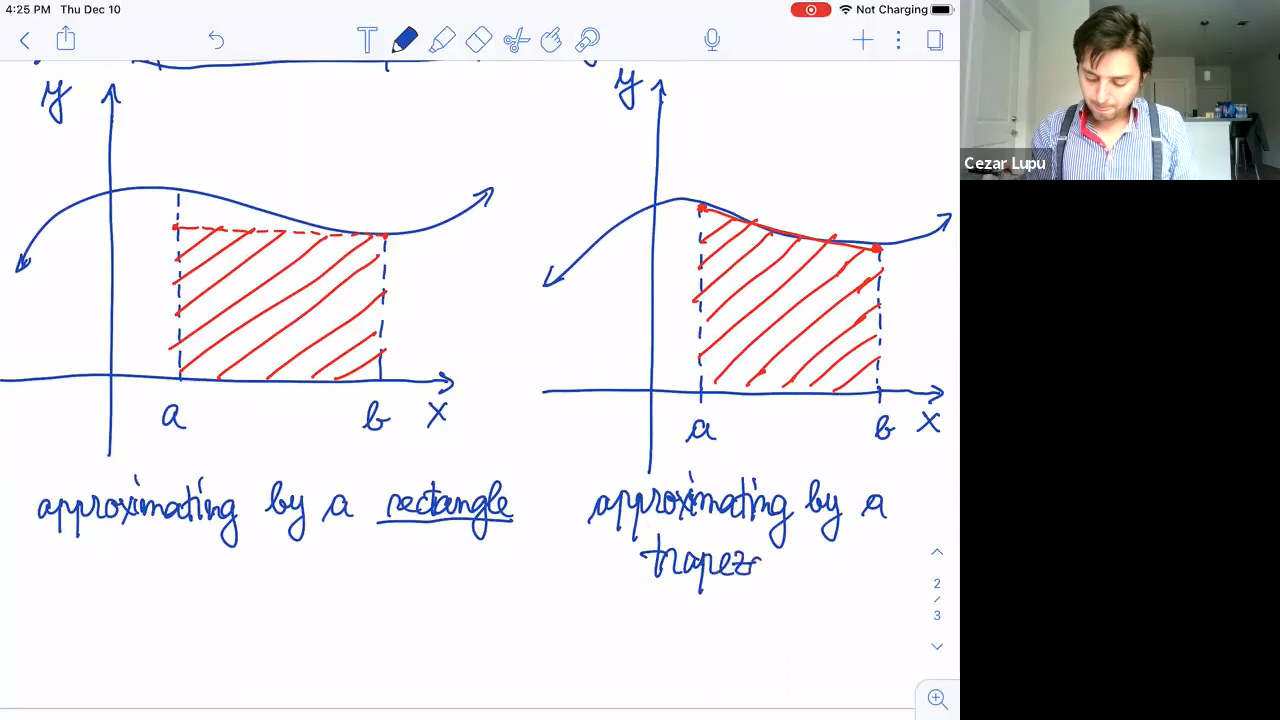 4:25 PM Thu Dec 10
Not Charging
T
y
y
Cezar Lupu
a
b
x
a
b
x
approximating by a rectangle
approximating by a
trapez
2
/
3